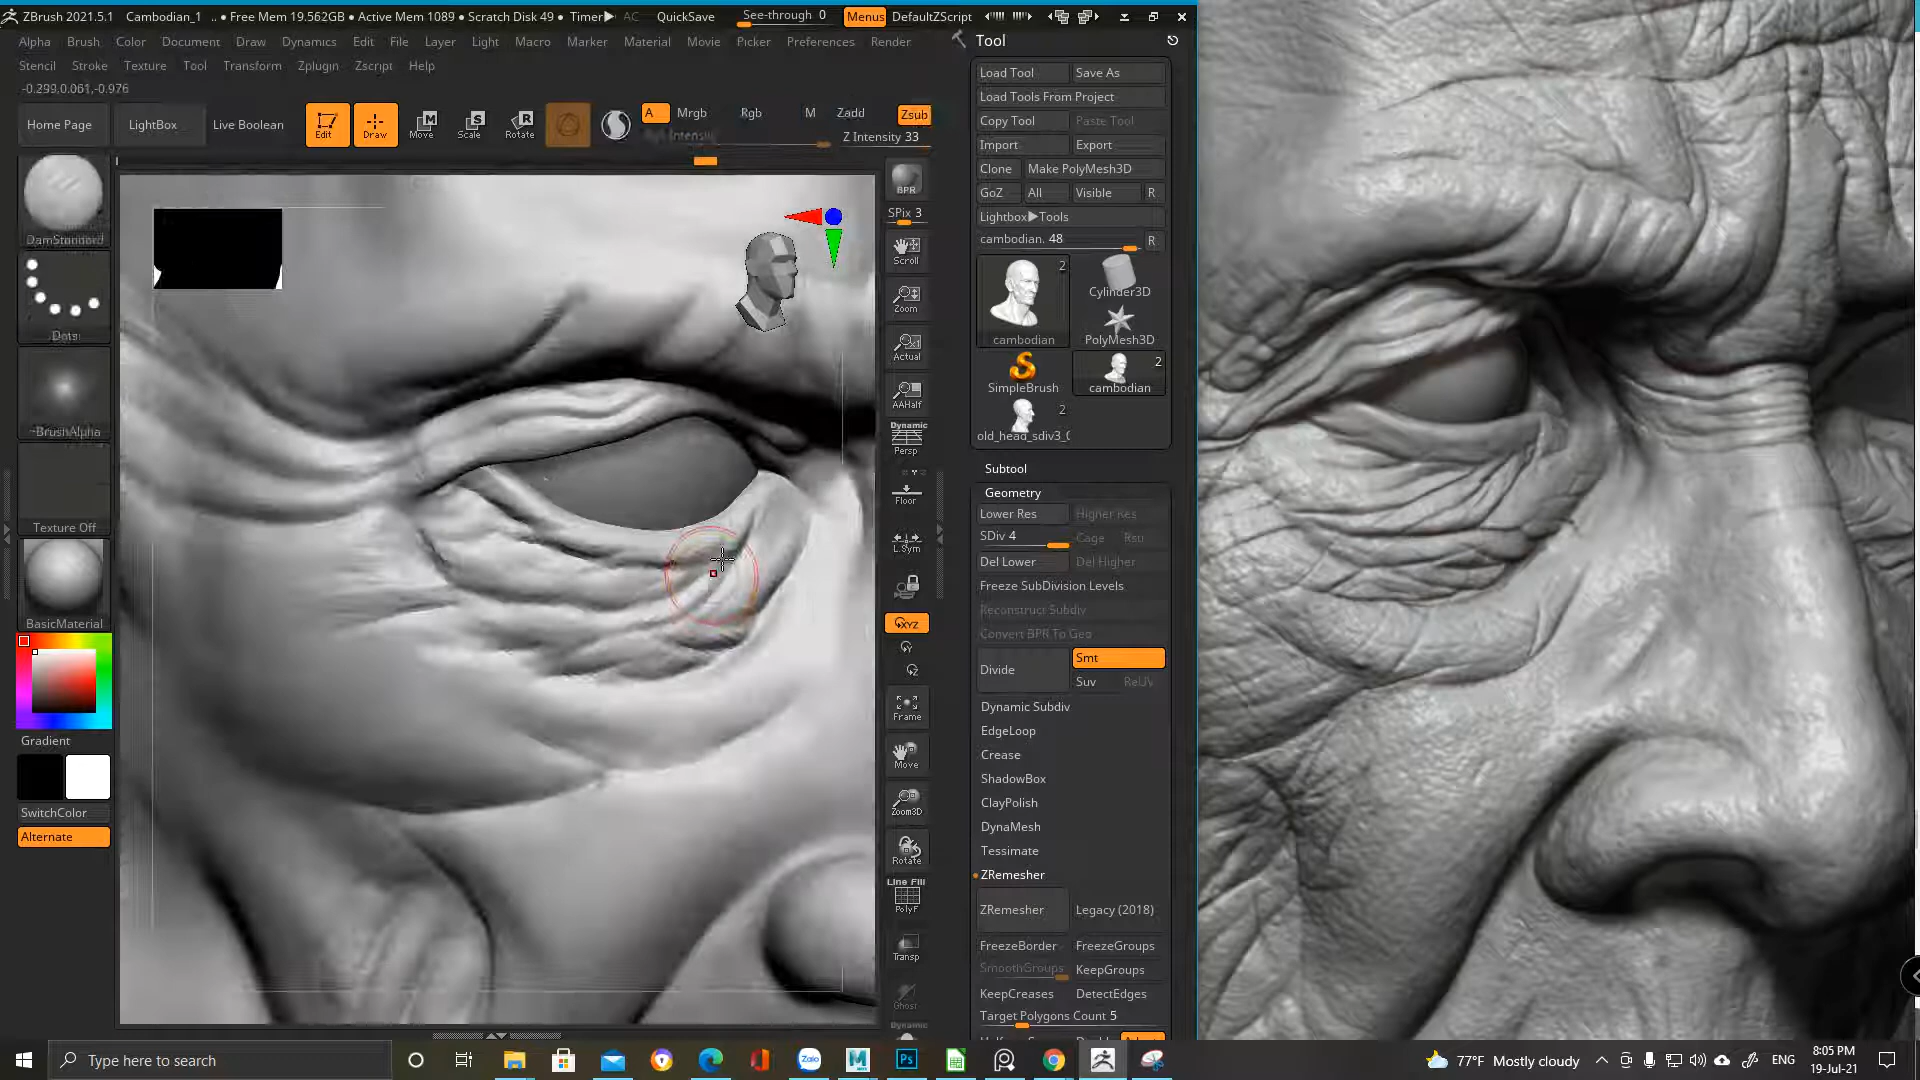 ZBrush 2021.5.1 Cambodian_1 .. • Free Mem 19.562GB • Active Mem 1089 • Scratch Disk 49 • Timer▶ AC QuickSave See-through 0 Menus DefaultZScript
Alpha Brush Color Document Draw Dynamics Edit File Layer Light Macro Marker Material Movie Picker Preferences Render
Stencil Stroke Texture Tool Transform Zplugin Zscript Help
-0.299,0.061,-0.976
Home Page LightBox Live Boolean Edit Draw Move Scale Rotate A Mrgb Rgb M Zadd Zsub
Rgb Intensity Z Intensity 33
DamStandard
Dots
~BrushAlpha
Texture Off
BasicMaterial
Gradient
SwitchColor
Alternate
BPR
SPix 3
Scroll
Zoom
Actual
AAHalf
Dynamic
Persp
Floor
L.Sym
XYZ
Frame
Move
Zoom3D
Rotate
Line Fill
PolyF
Transp
Ghost
Dynamic
Tool
Load Tool Save As
Load Tools From Project
Copy Tool Paste Tool
Import Export
Clone Make PolyMesh3D
GoZ All Visible R
Lightbox▶Tools
cambodian. 48 R
2
Cylinder3D
cambodian PolyMesh3D
2
SimpleBrush cambodian
2
old_head_sdiv3_0
Subtool
Geometry
Lower Res Higher Res
SDiv 4 Cage Rsu
Del Lower Del Higher
Freeze SubDivision Levels
Reconstruct Subdiv
Convert BPR To Geo
Divide Smt
Suv ReUV
Dynamic Subdiv
EdgeLoop
Crease
ShadowBox
ClayPolish
DynaMesh
Tessimate
ZRemesher
ZRemesher Legacy (2018)
FreezeBorder FreezeGroups
SmoothGroups KeepGroups
KeepCreases DetectEdges
Target Polygons Count 5
Type here to search
Zalo
77°F Mostly cloudy
ENG
8:05 PM
19-Jul-21